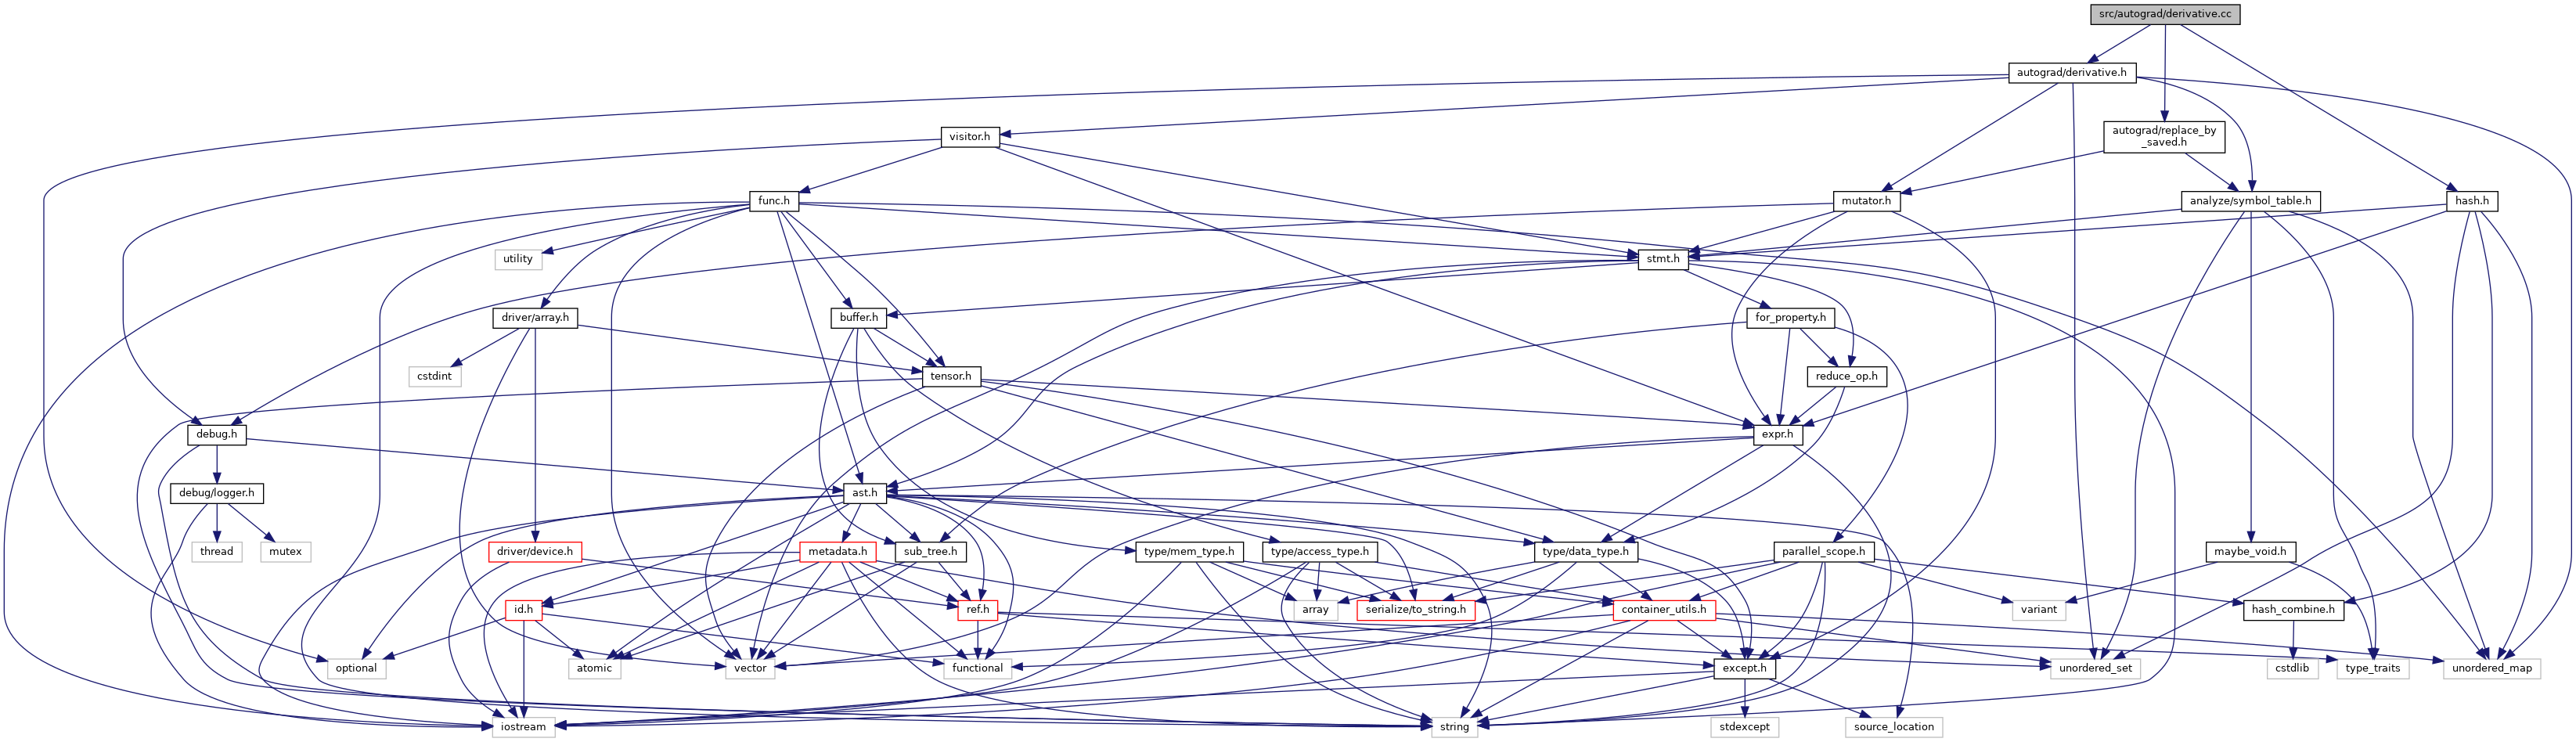 src/autograd/derivative.cc
autograd/derivative.h
visitor.h
autograd/replace_by
_saved.h
func.h
mutator.h
analyze/symbol_table.h
hash.h
utility
stmt.h
driver/array.h
buffer.h
for_property.h
cstdint
tensor.h
reduce_op.h
debug.h
expr.h
debug/logger.h
ast.h
thread
mutex
driver/device.h
metadata.h
sub_tree.h
type/mem_type.h
type/access_type.h
type/data_type.h
parallel_scope.h
maybe_void.h
id.h
ref.h
array
serialize/to_string.h
container_utils.h
variant
hash_combine.h
optional
atomic
vector
functional
except.h
unordered_set
cstdlib
type_traits
unordered_map
iostream
string
stdexcept
source_location